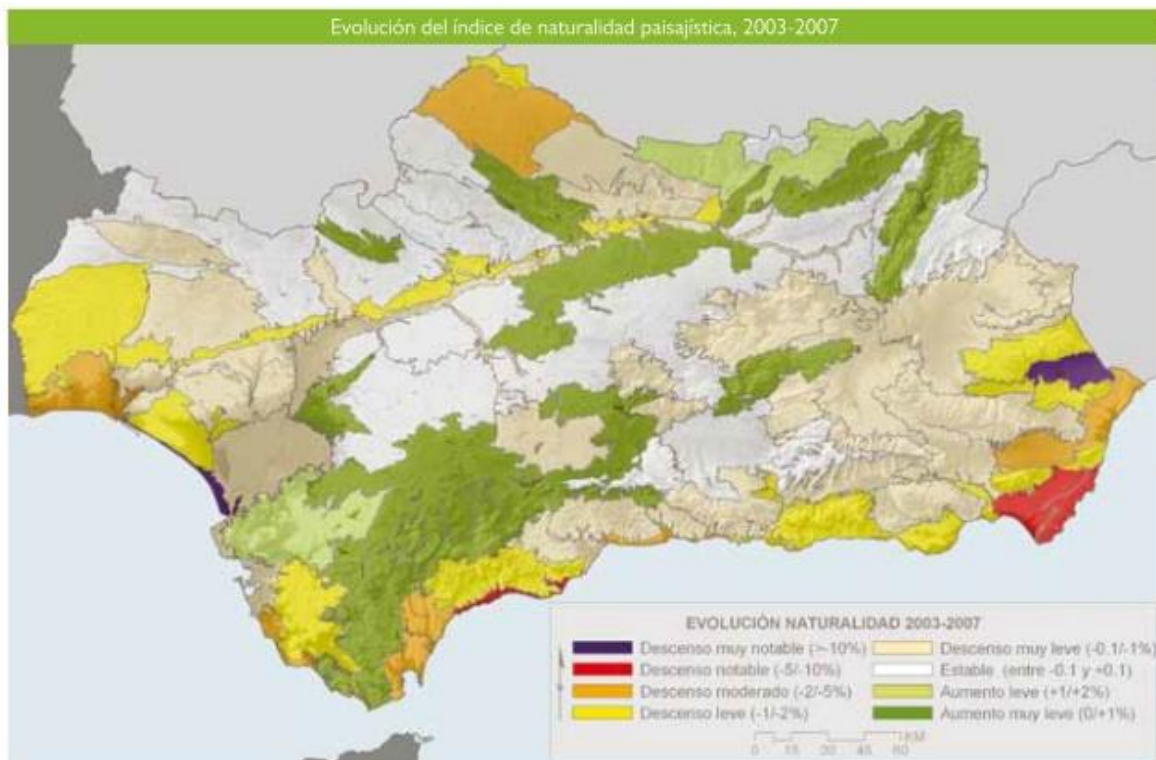 Evolución del índice de naturalidad paisajística, 2003-2007
EVOLUCIÓN NATURALIDAD 2003-2007
Descenso muy notable (>-10%)
Descenso notable (-5/-10%)
Descenso moderado (-2/-5%)
Descenso leve (-1/-2%)
Descenso muy leve (-0.1/-1%)
Estable (entre -0.1 y +0.1)
Aumento leve (+1/+2%)
Aumento muy leve (0/+1%)
KM
0 15 30 45 60